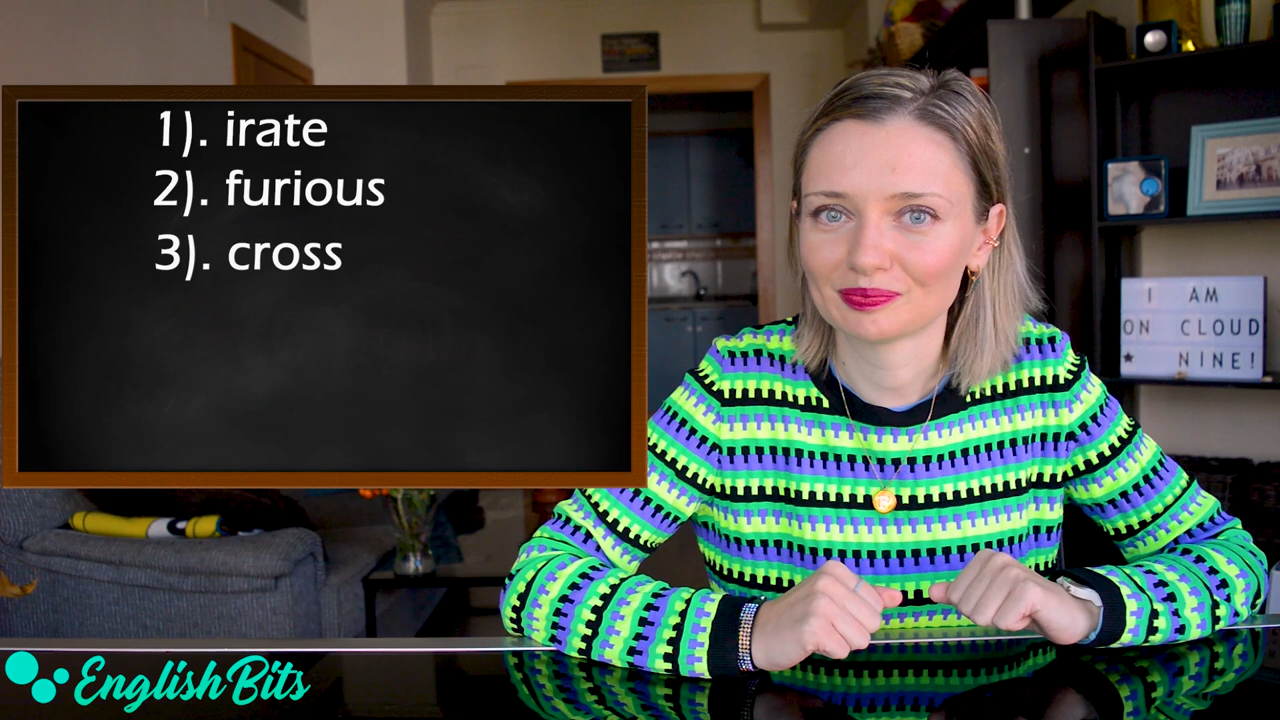 1). irate
2). furious
3). cross
I AM
ON CLOUD
★ NINE!
EnglishBits